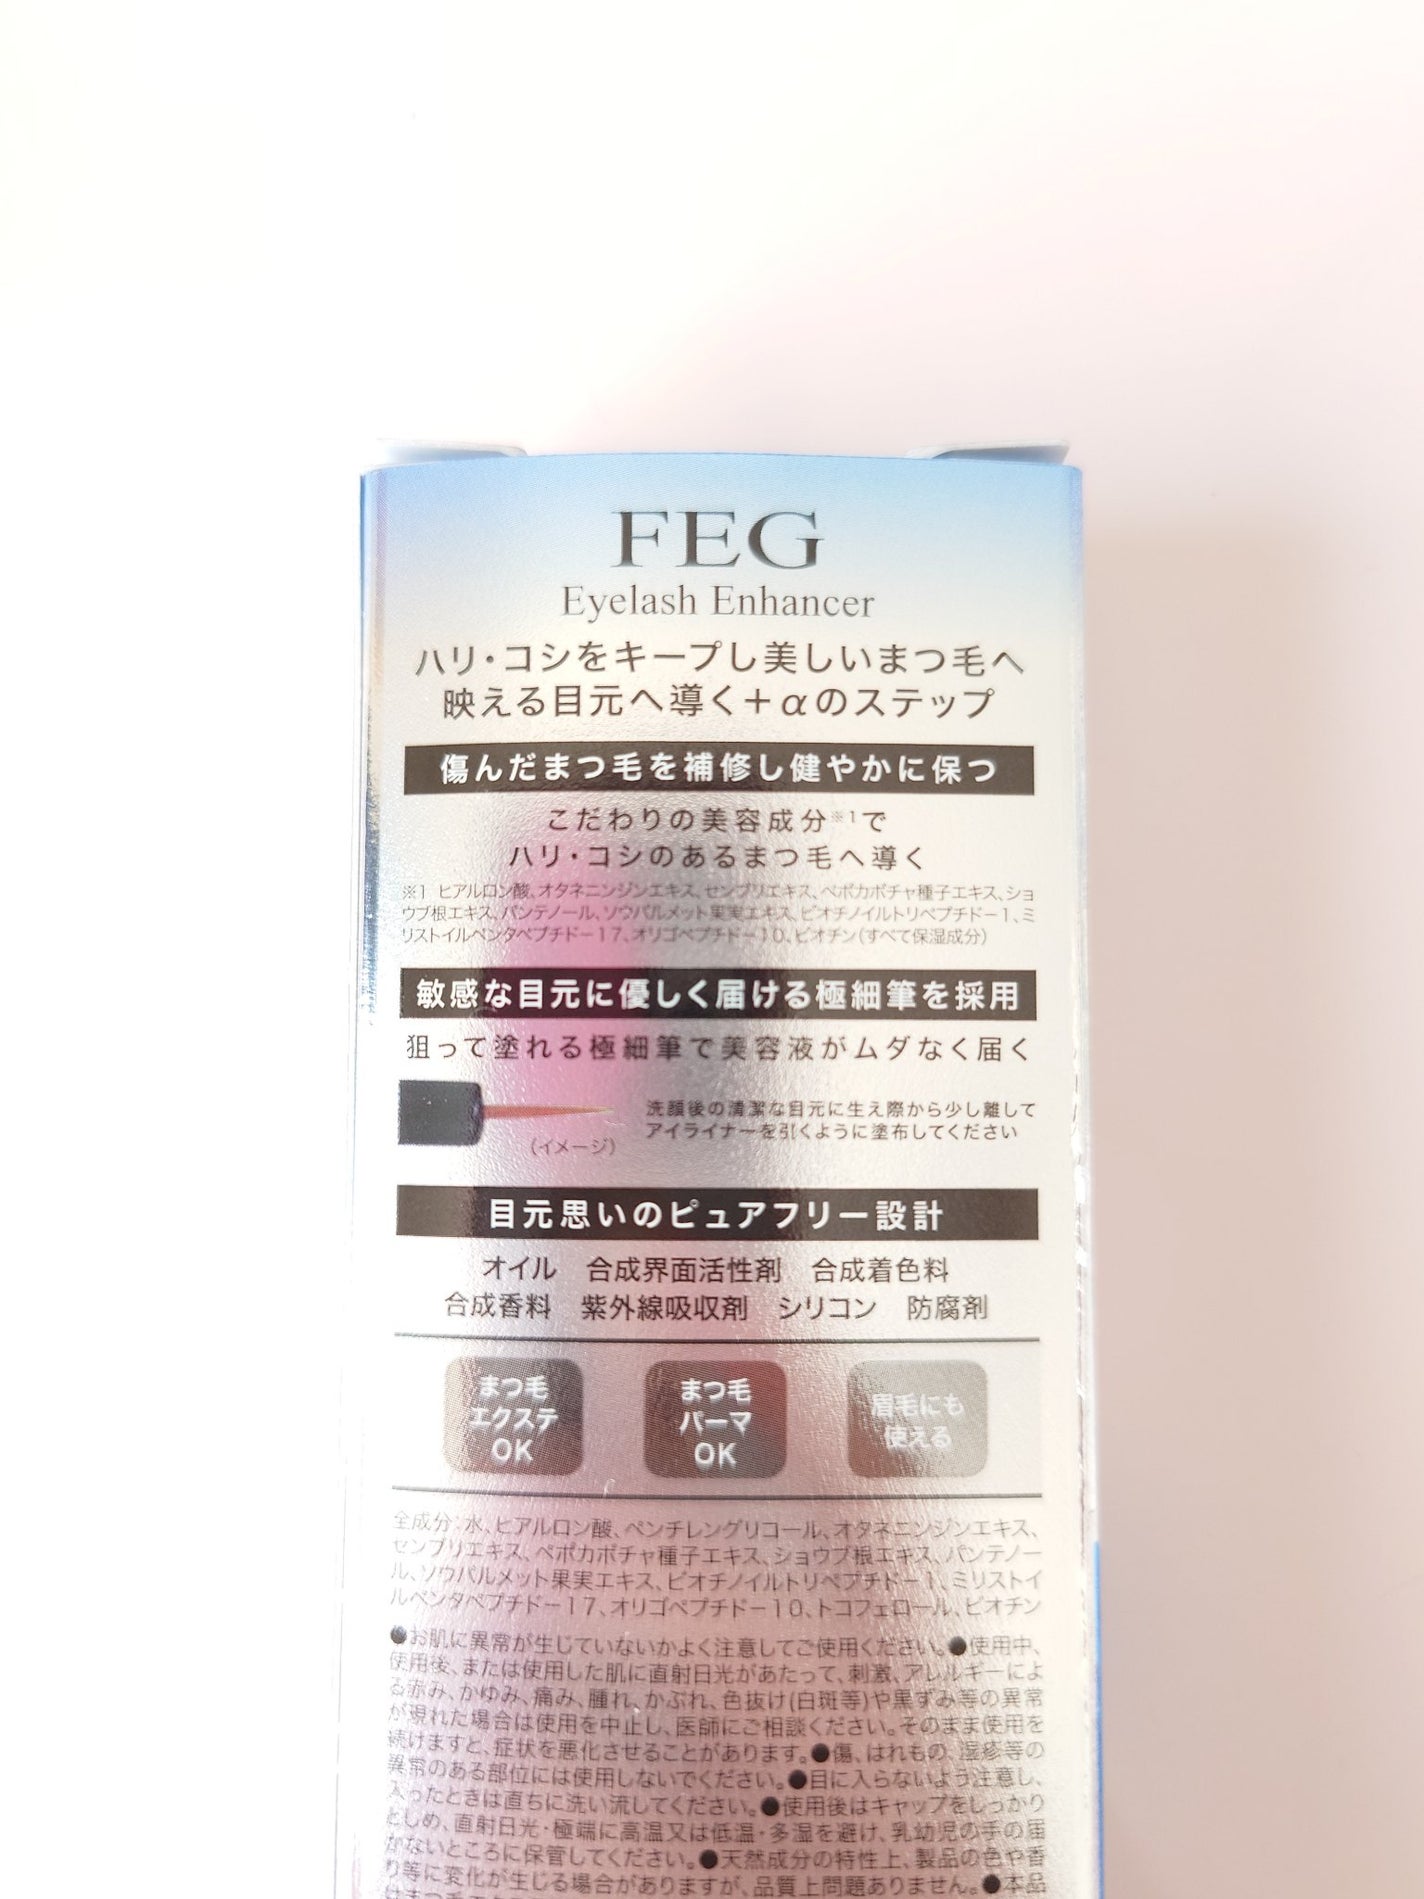 FEG
Eyelash Enhancer
ハリ・コシをキープし美しいまつ毛へ
映える目元へ導く＋αのステップ
傷んだまつ毛を補修し健やかに保つ
こだわりの美容成分※1で
ハリ・コシのあるまつ毛へ導く
※1 ヒアルロン酸、オタネニンジンエキス、センブリエキス、ペポカボチャ種子エキス、ショ
ウブ根エキス、パンテノール、ソウパルメット果実エキス、ビオチノイルトリペプチド－1、ミ
リストイルペンタペプチド－17、オリゴペプチド－10、ビオチン(すべて保湿成分)
敏感な目元に優しく届ける極細筆を採用
狙って塗れる極細筆で美容液がムダなく届く
洗顔後の清潔な目元に生え際から少し離して
アイライナーを引くように塗布してください
(イメージ)
目元思いのピュアフリー設計
オイル 合成界面活性剤 合成着色料
合成香料 紫外線吸収剤 シリコン 防腐剤
まつ毛
エクステ
OK
まつ毛
パーマ
OK
眉毛にも
使える
全成分:水、ヒアルロン酸、ペンチレングリコール、オタネニンジンエキス、
センブリエキス、ペポカボチャ種子エキス、ショウブ根エキス、パンテノー
ル、ソウパルメット果実エキス、ビオチノイルトリペプチド－1、ミリストイ
ルペンタペプチド－17、オリゴペプチド－10、トコフェロール、ビオチン
●お肌に異常が生じていないかよく注意してご使用ください。●使用中、
使用後、または使用した肌に直射日光があたって、刺激、アレルギーによ
る赤み、かゆみ、痛み、腫れ、かぶれ、色抜け(白斑等)や黒ずみ等の異常
が現れた場合は使用を中止し、医師にご相談ください。そのまま使用を
続けますと、症状を悪化させることがあります。●傷、はれもの、湿疹等の
異常のある部位には使用しないでください。●目に入らないよう注意し、
入ったときは直ちに洗い流してください。●使用後はキャップをしっかり
としめ、直射日光・極端に高温又は低温・多湿を避け、乳幼児の手の届
かないところに保管してください。●天然成分の特性上、製品の色や香
り等に変化が生じる場合がありますが、品質上問題ありません。●本品